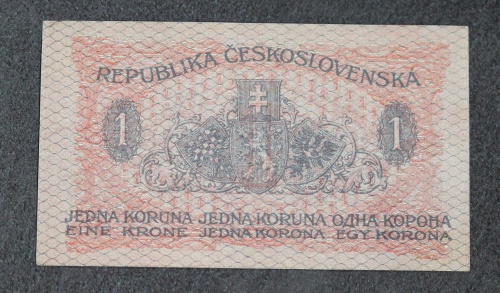 REPUBLIKA ČESKOSLOVENSKÁ
1 1
JEDNA KORUNA JEDNA KORUNA ОДНА КОРОНА
EINE KRONE JEDNA KORONA EGY KORONA